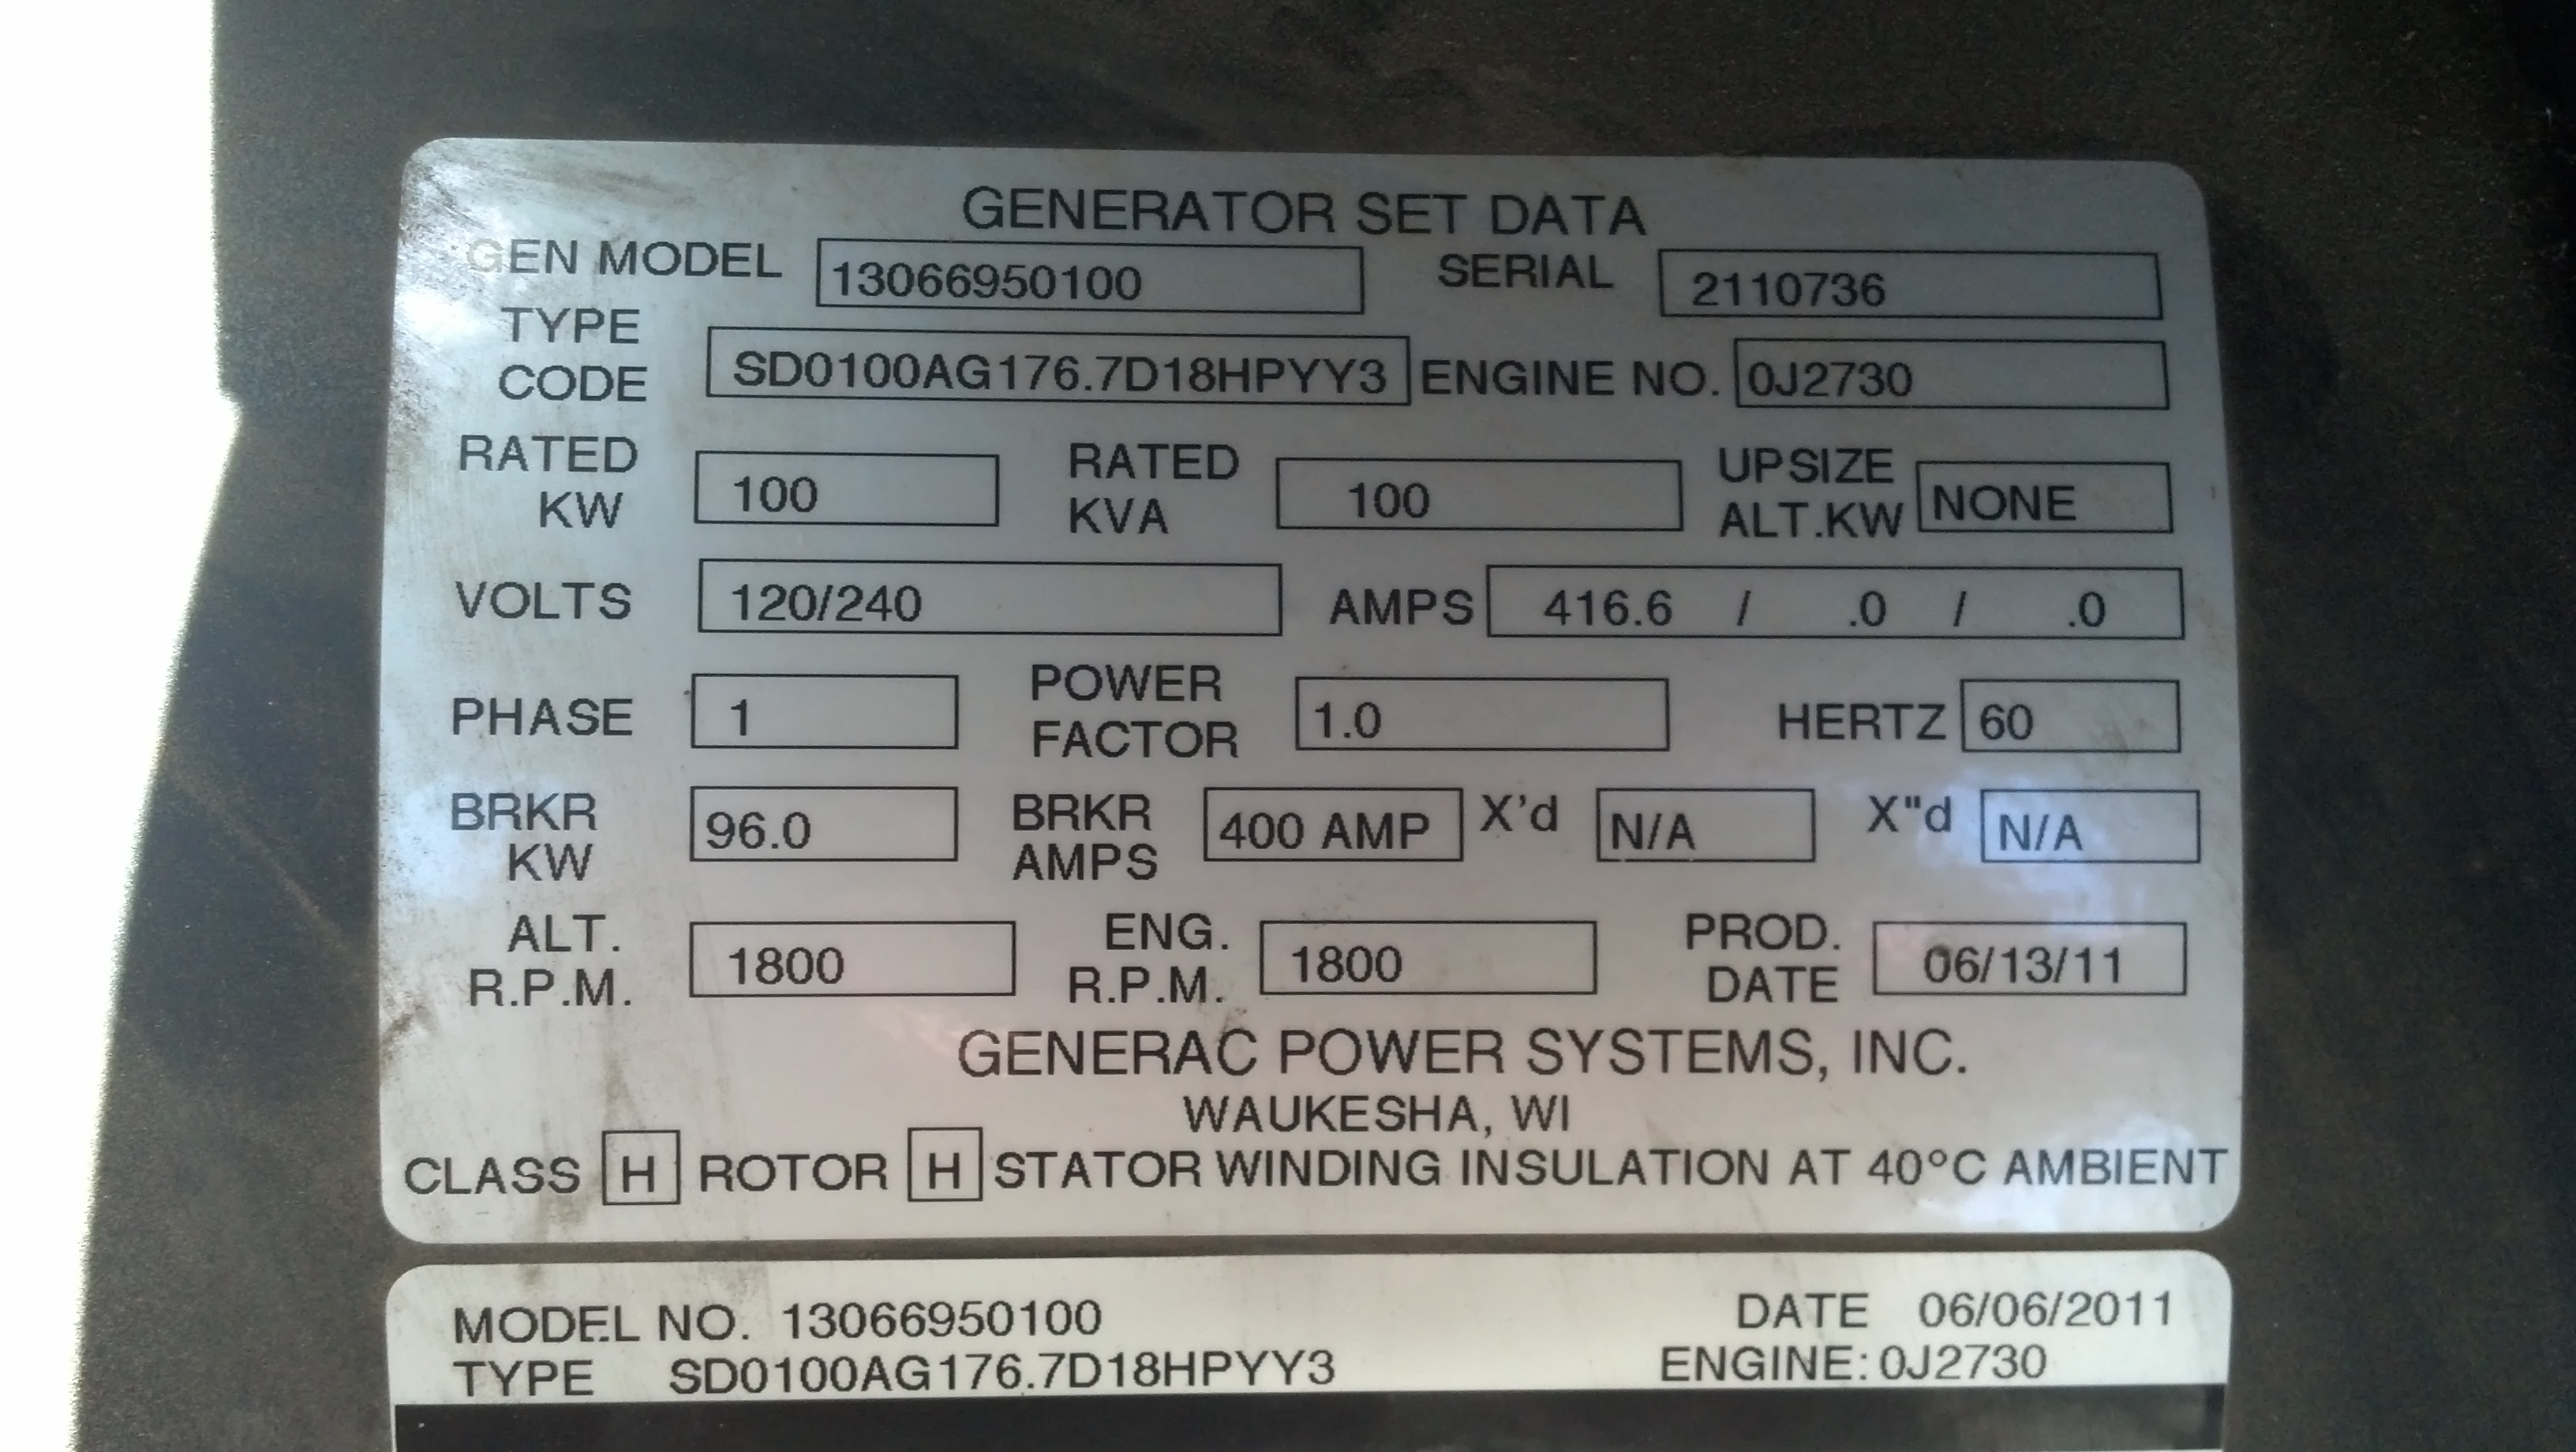 GENERATOR SET DATA
GEN MODEL 13066950100 SERIAL 2110736
TYPE CODE SD0100AG176.7D18HPYY3 ENGINE NO. 0J2730
RATED KW 100 RATED KVA 100 UPSIZE ALT.KW NONE
VOLTS 120/240 AMPS 416.6 / .0 / .0
PHASE 1 POWER FACTOR 1.0 HERTZ 60
BRKR KW 96.0 BRKR AMPS 400 AMP X'd N/A X"d N/A
ALT. R.P.M. 1800 ENG. R.P.M. 1800 PROD. DATE 06/13/11
GENERAC POWER SYSTEMS, INC.
WAUKESHA, WI
CLASS H ROTOR H STATOR WINDING INSULATION AT 40°C AMBIENT
MODEL NO. 13066950100 DATE 06/06/2011
TYPE SD0100AG176.7D18HPYY3 ENGINE: 0J2730